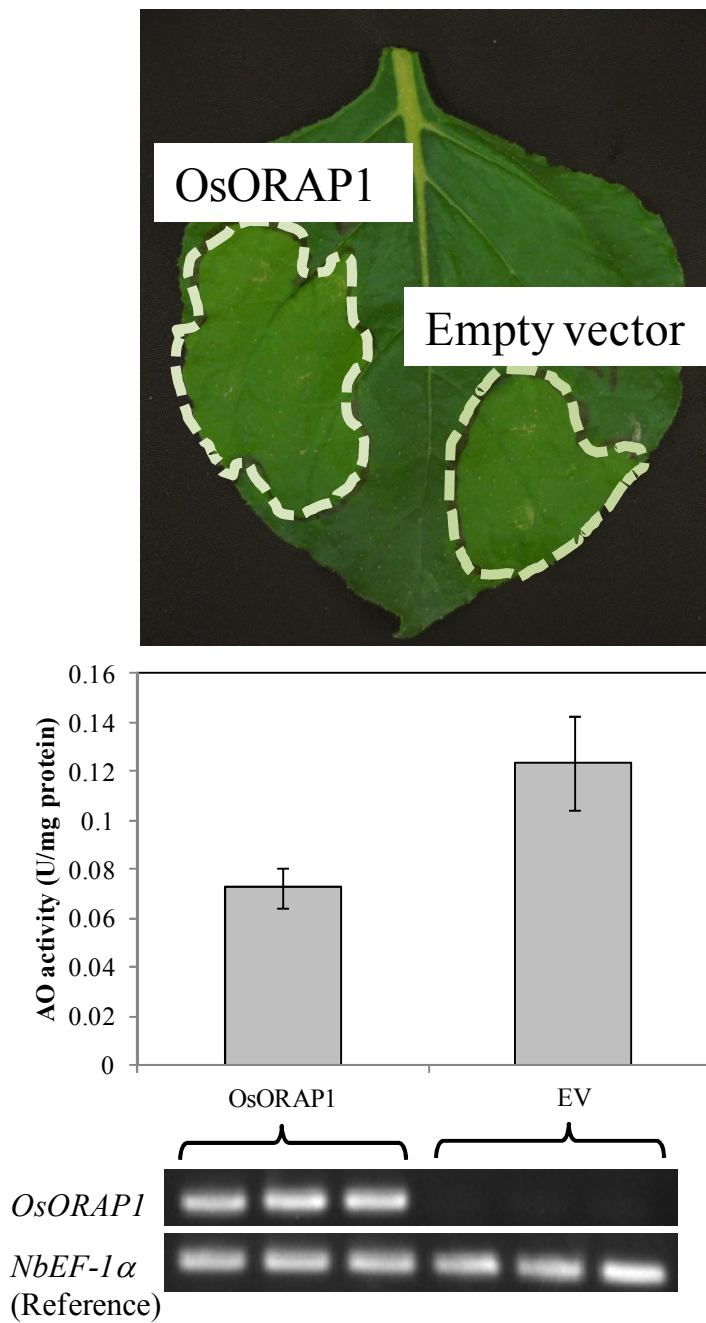 OsORAP1
Empty vector
AO activity (U/mg protein)
0.16
0.14
0.12
0.1
0.08
0.06
0.04
0.02
0
OsORAP1
EV
OsORAP1
NbEF-1α
(Reference)